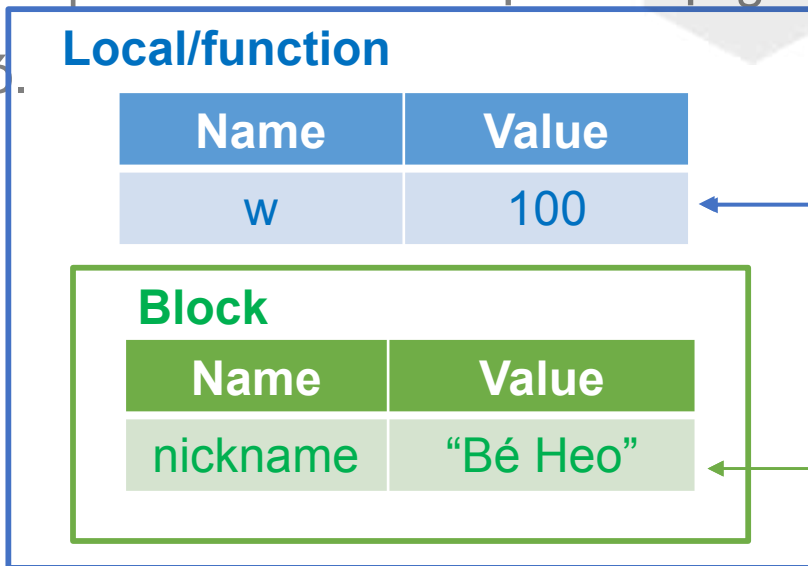 Local/function
ố.
Name Value
w 100
Block
Name Value
nickname “Bé Heo”